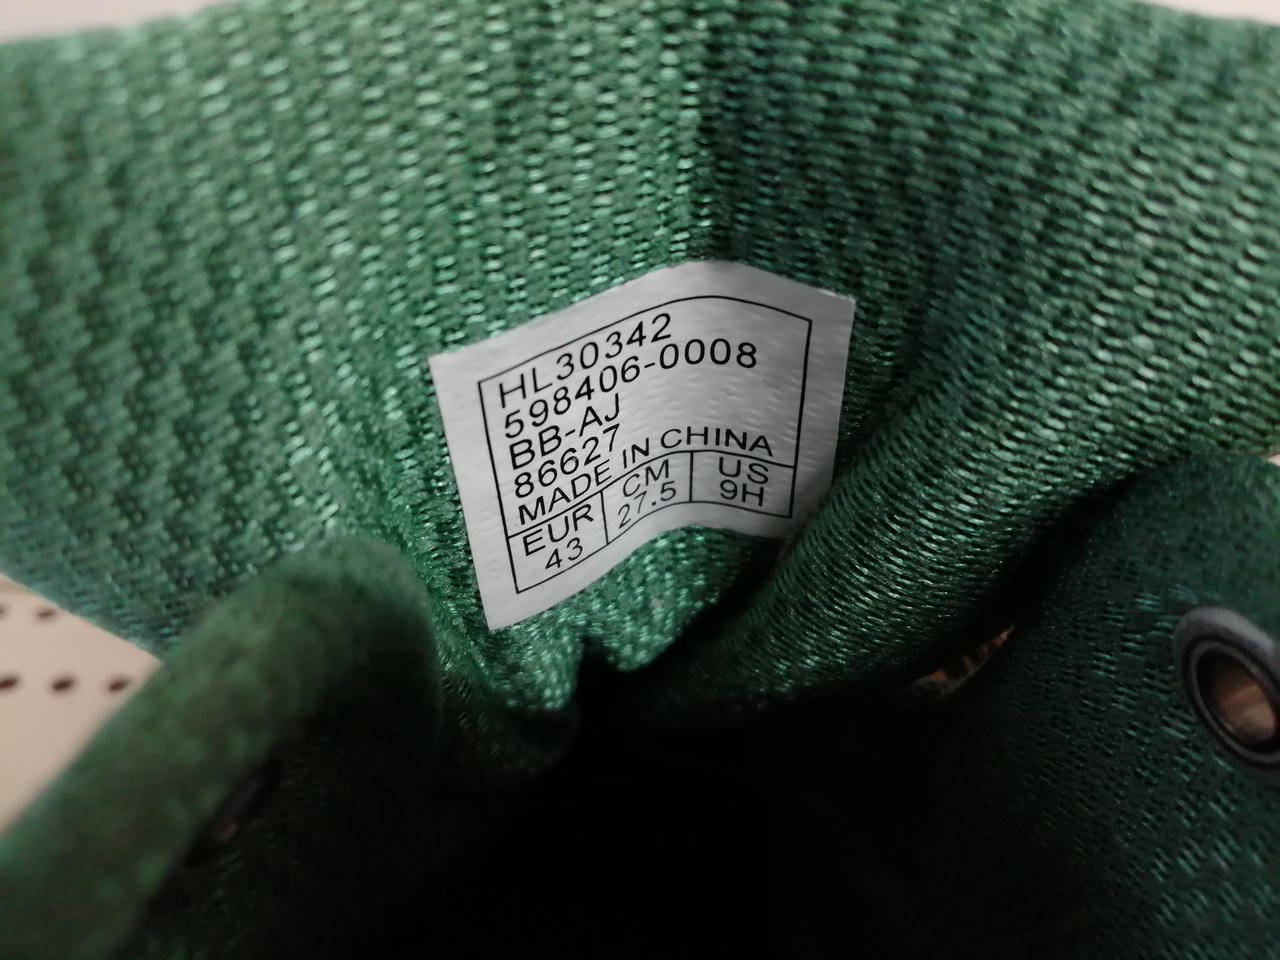 HL30342
598406-0008
BB-AJ
86627
MADE IN CHINA
EUR CM US
43 27.5 9H